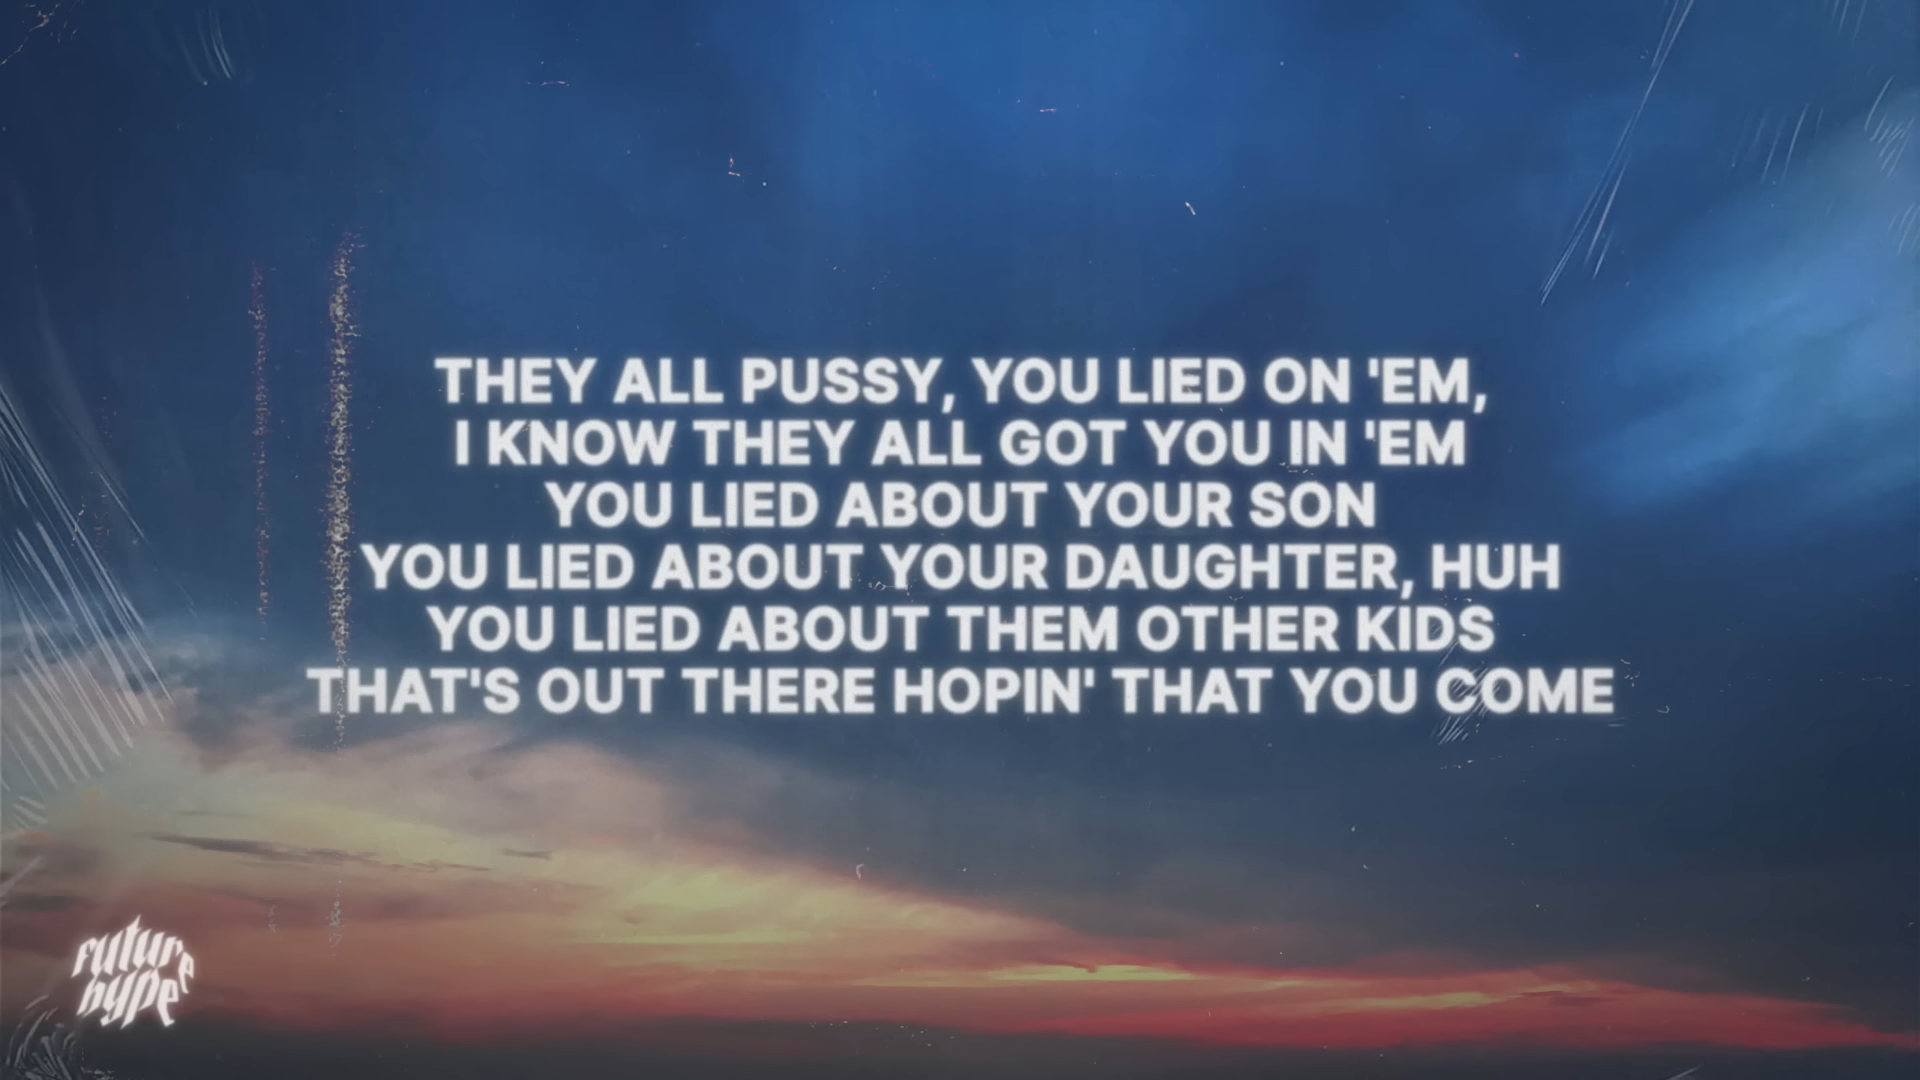 THEY ALL PUSSY, YOU LIED ON 'EM,
I KNOW THEY ALL GOT YOU IN 'EM
YOU LIED ABOUT YOUR SON
YOU LIED ABOUT YOUR DAUGHTER, HUH
YOU LIED ABOUT THEM OTHER KIDS
THAT'S OUT THERE HOPIN' THAT YOU COME
future
hype